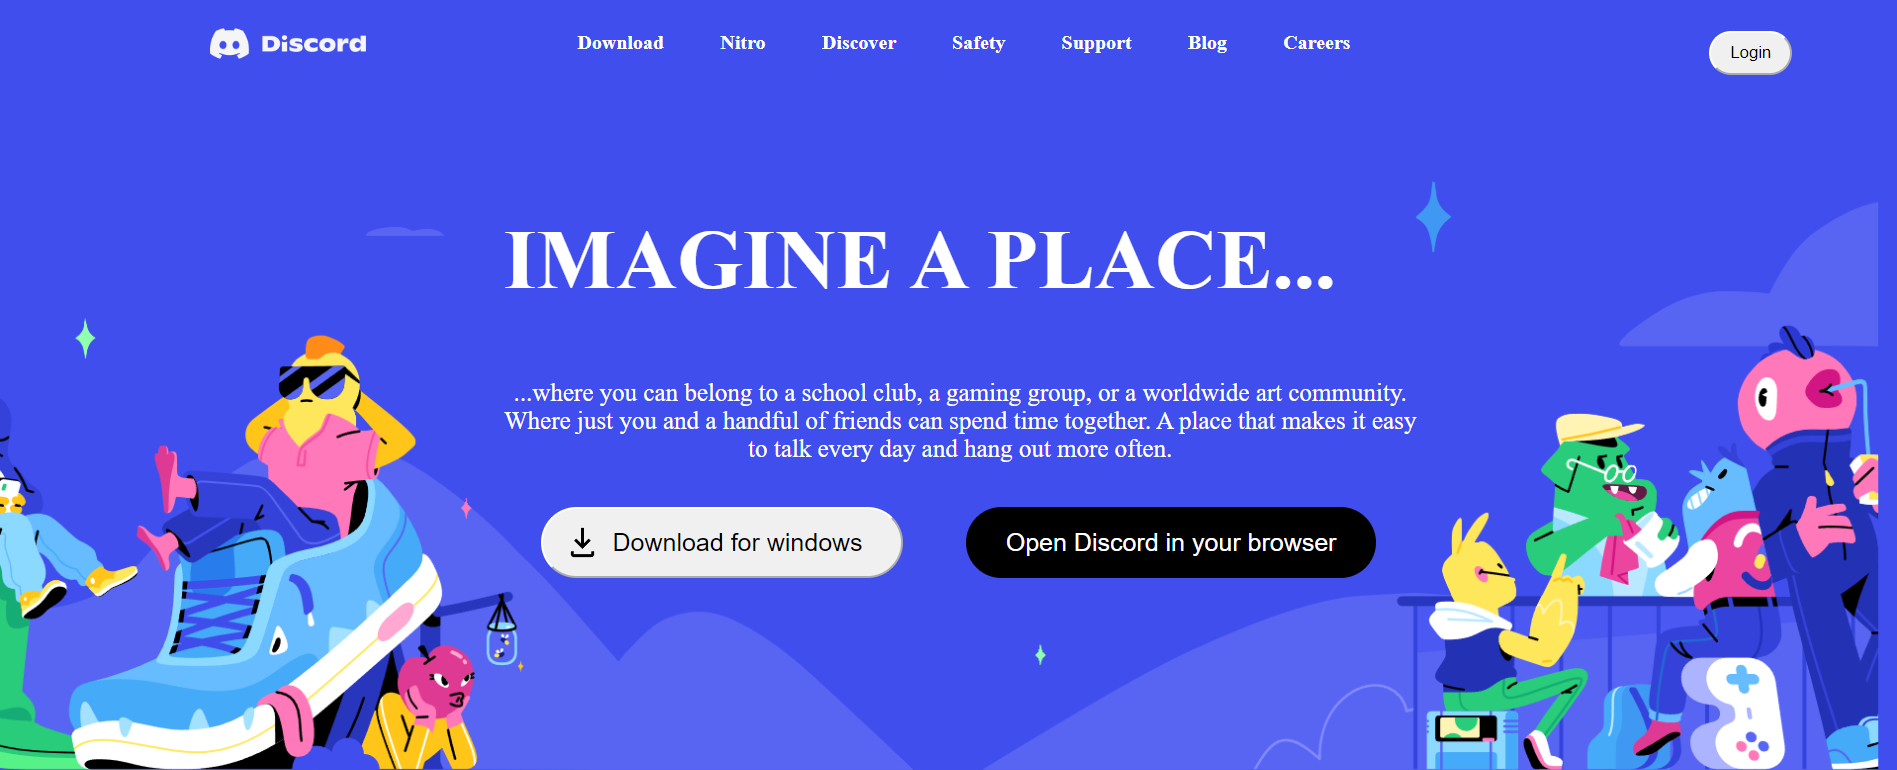 Discord
Download Nitro Discover Safety Support Blog Careers
Login
IMAGINE A PLACE...
...where you can belong to a school club, a gaming group, or a worldwide art community.
Where just you and a handful of friends can spend time together. A place that makes it easy
to talk every day and hang out more often.
Download for windows
Open Discord in your browser